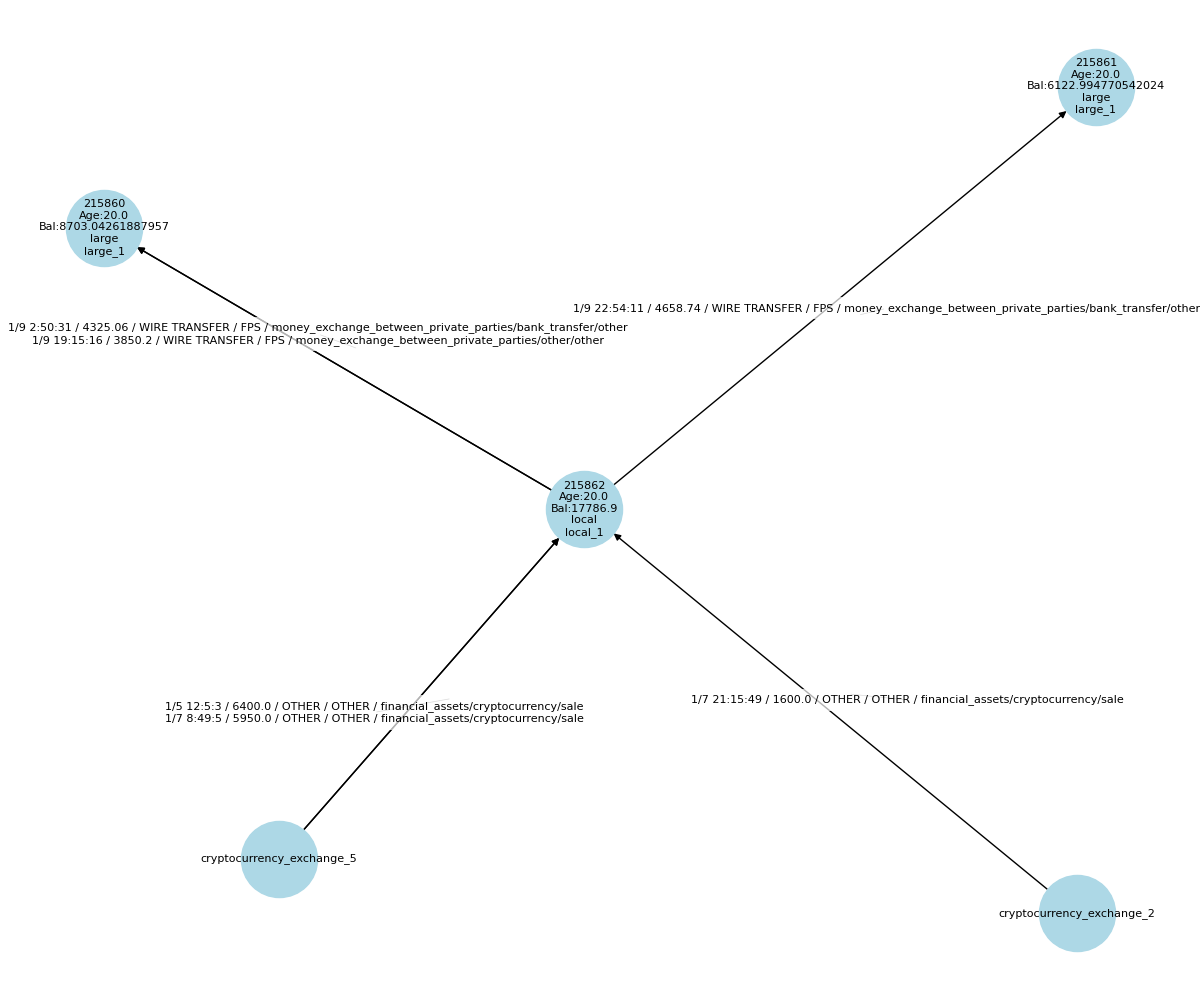 215861
Age:20.0
Bal:6122.994770542024
large
large_1
215860
Age:20.0
Bal:8703.04261887957
large
large_1
1/9 22:54:11 / 4658.74 / WIRE TRANSFER / FPS / money_exchange_between_private_parties/bank_transfer/other
1/9 2:50:31 / 4325.06 / WIRE TRANSFER / FPS / money_exchange_between_private_parties/bank_transfer/other
1/9 19:15:16 / 3850.2 / WIRE TRANSFER / FPS / money_exchange_between_private_parties/other/other
215862
Age:20.0
Bal:17786.9
local
local_1
1/7 21:15:49 / 1600.0 / OTHER / OTHER / financial_assets/cryptocurrency/sale
1/5 12:5:3 / 6400.0 / OTHER / OTHER / financial_assets/cryptocurrency/sale
1/7 8:49:5 / 5950.0 / OTHER / OTHER / financial_assets/cryptocurrency/sale
cryptocurrency_exchange_5
cryptocurrency_exchange_2